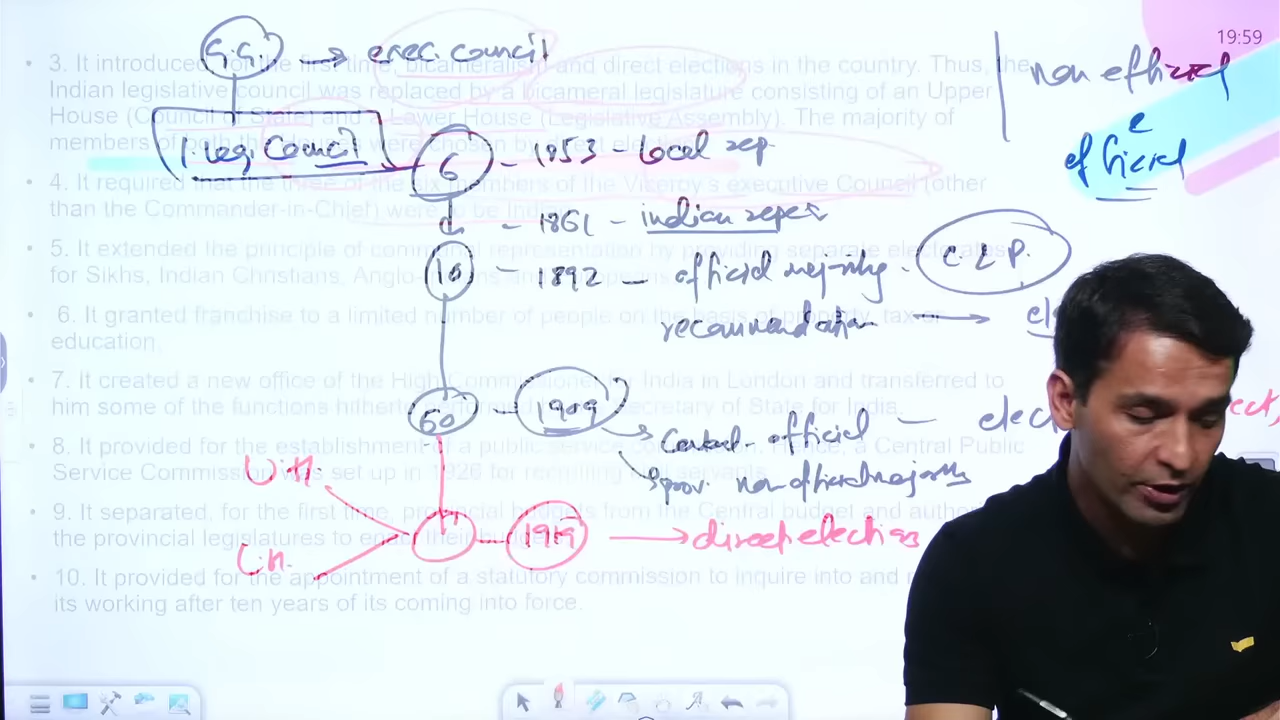 19:59
G.G. → exec. council
non official
official
3. It introduced, for the first time, bicameralism and direct elections in the country. Thus, the
Indian legislative council was replaced by a bicameral legislature consisting of an Upper
House (Council of State) and a Lower House (Legislative Assembly). The majority of
members of both the houses were chosen by direct election.
leg. Council
6 - 1853 - Local rep
4. It required that the three of the six members of the Viceroy's executive Council (other
than the Commander-in-Chief) were to be Indian.
- 1861 - indian repr
5. It extended the principle of communal representation by providing separate electorates
for Sikhs, Indian Christians, Anglo-Indians and Europeans.
10 - 1892 - official majority. C L P.
recommendation →
6. It granted franchise to a limited number of people on the basis of property, tax or
education.
7. It created a new office of the High Commissioner for India in London and transferred to
him some of the functions hitherto performed by the Secretary of State for India.
60 - 1909
Central - official - elec
prov. non official majority
8. It provided for the establishment of a public service commission. Hence, a Central Public
Service Commission was set up in 1926 for recruiting civil servants.
U.H.
9. It separated, for the first time, provincial budgets from the Central budget and
the provincial legislatures to enact their budgets.
1919 → direct elections
L.H.
10. It provided for the appointment of a statutory commission to inquire into and
its working after ten years of its coming into force.